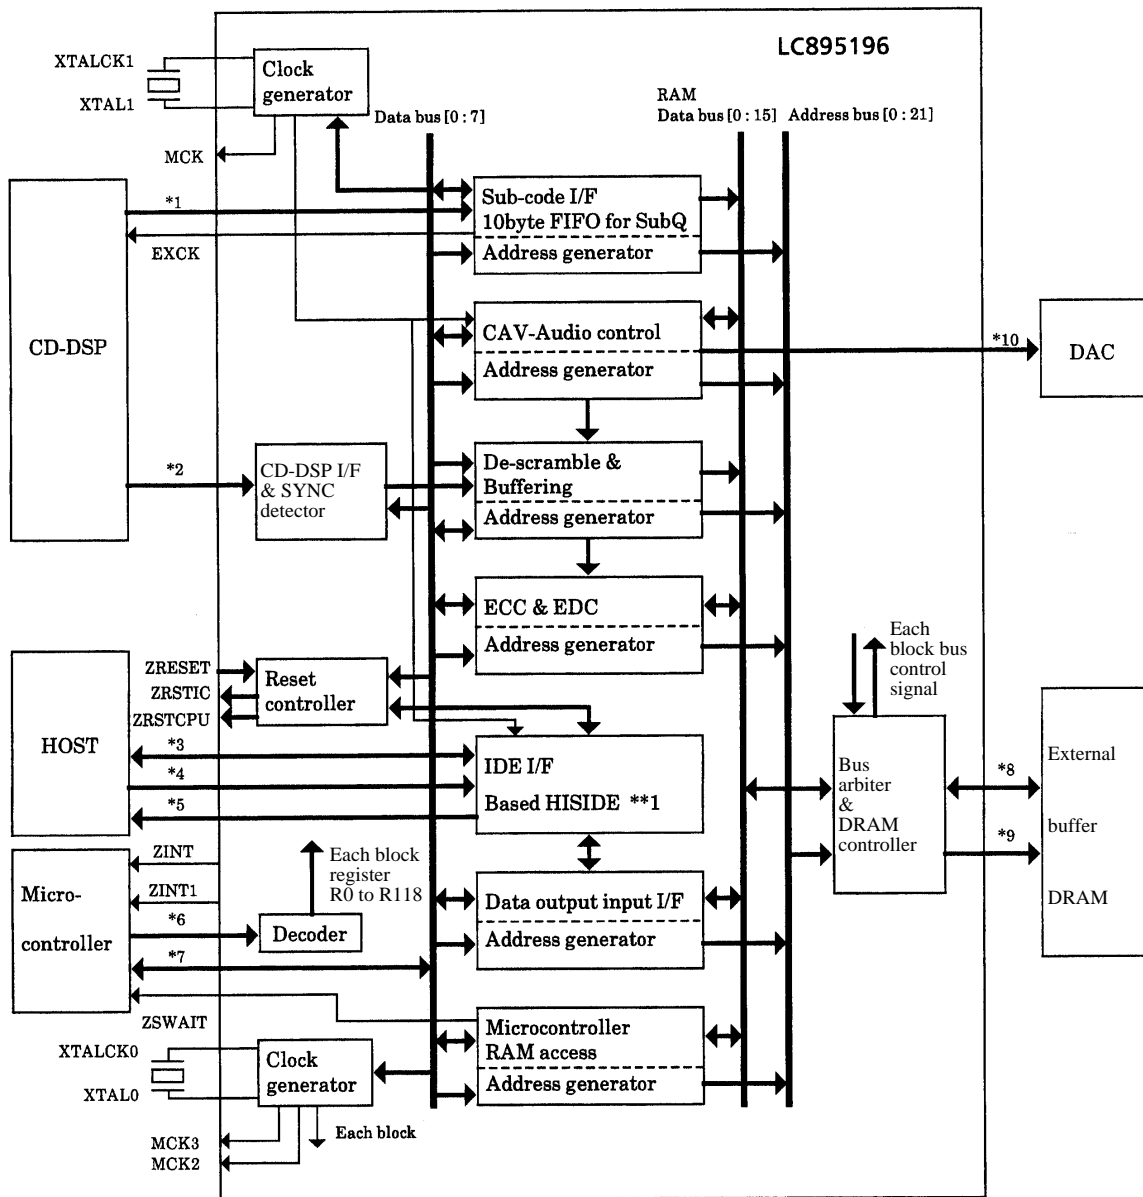 LC895196
XTALCK1
XTAL1
Clock
generator
MCK
Data bus [0 : 7]
RAM
Data bus [0 : 15] Address bus [0 : 21]
CD-DSP
*1
EXCK
Sub-code I/F
10byte FIFO for SubQ
Address generator
CAV-Audio control
Address generator
*10
DAC
*2
CD-DSP I/F
& SYNC
detector
De-scramble &
Buffering
Address generator
ECC & EDC
Address generator
HOST
ZRESET
ZRSTIC
ZRSTCPU
Reset
controller
*3
*4
*5
IDE I/F
Based HISIDE **1
Each
block bus
control
signal
Bus
arbiter
&
DRAM
controller
*8
*9
External
buffer
DRAM
Micro-
controller
ZINT
ZINT1
*6
*7
ZSWAIT
Each block
register
R0 to R118
Decoder
Data output input I/F
Address generator
Microcontroller
RAM access
Address generator
XTALCK0
XTAL0
Clock
generator
MCK3
MCK2
Each block